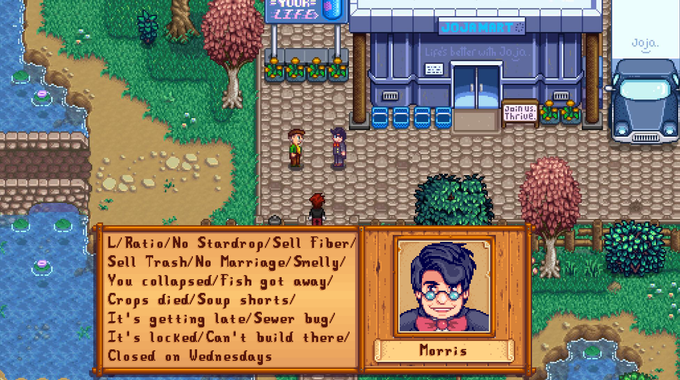 "YOUR"
LIFE>
JOJAMART
Life's better with Joja..
Joja..
Join us.
Thrive.
L/Ratio/No Stardrop/Sell Fiber/
Sell Trash/No Marriage/Smelly/
You collapsed/Fish got away/
Crops died/Soup shorts/
It's getting late/Sewer bug/
It's locked/Can't build there/
Closed on Wednesdays
Morris